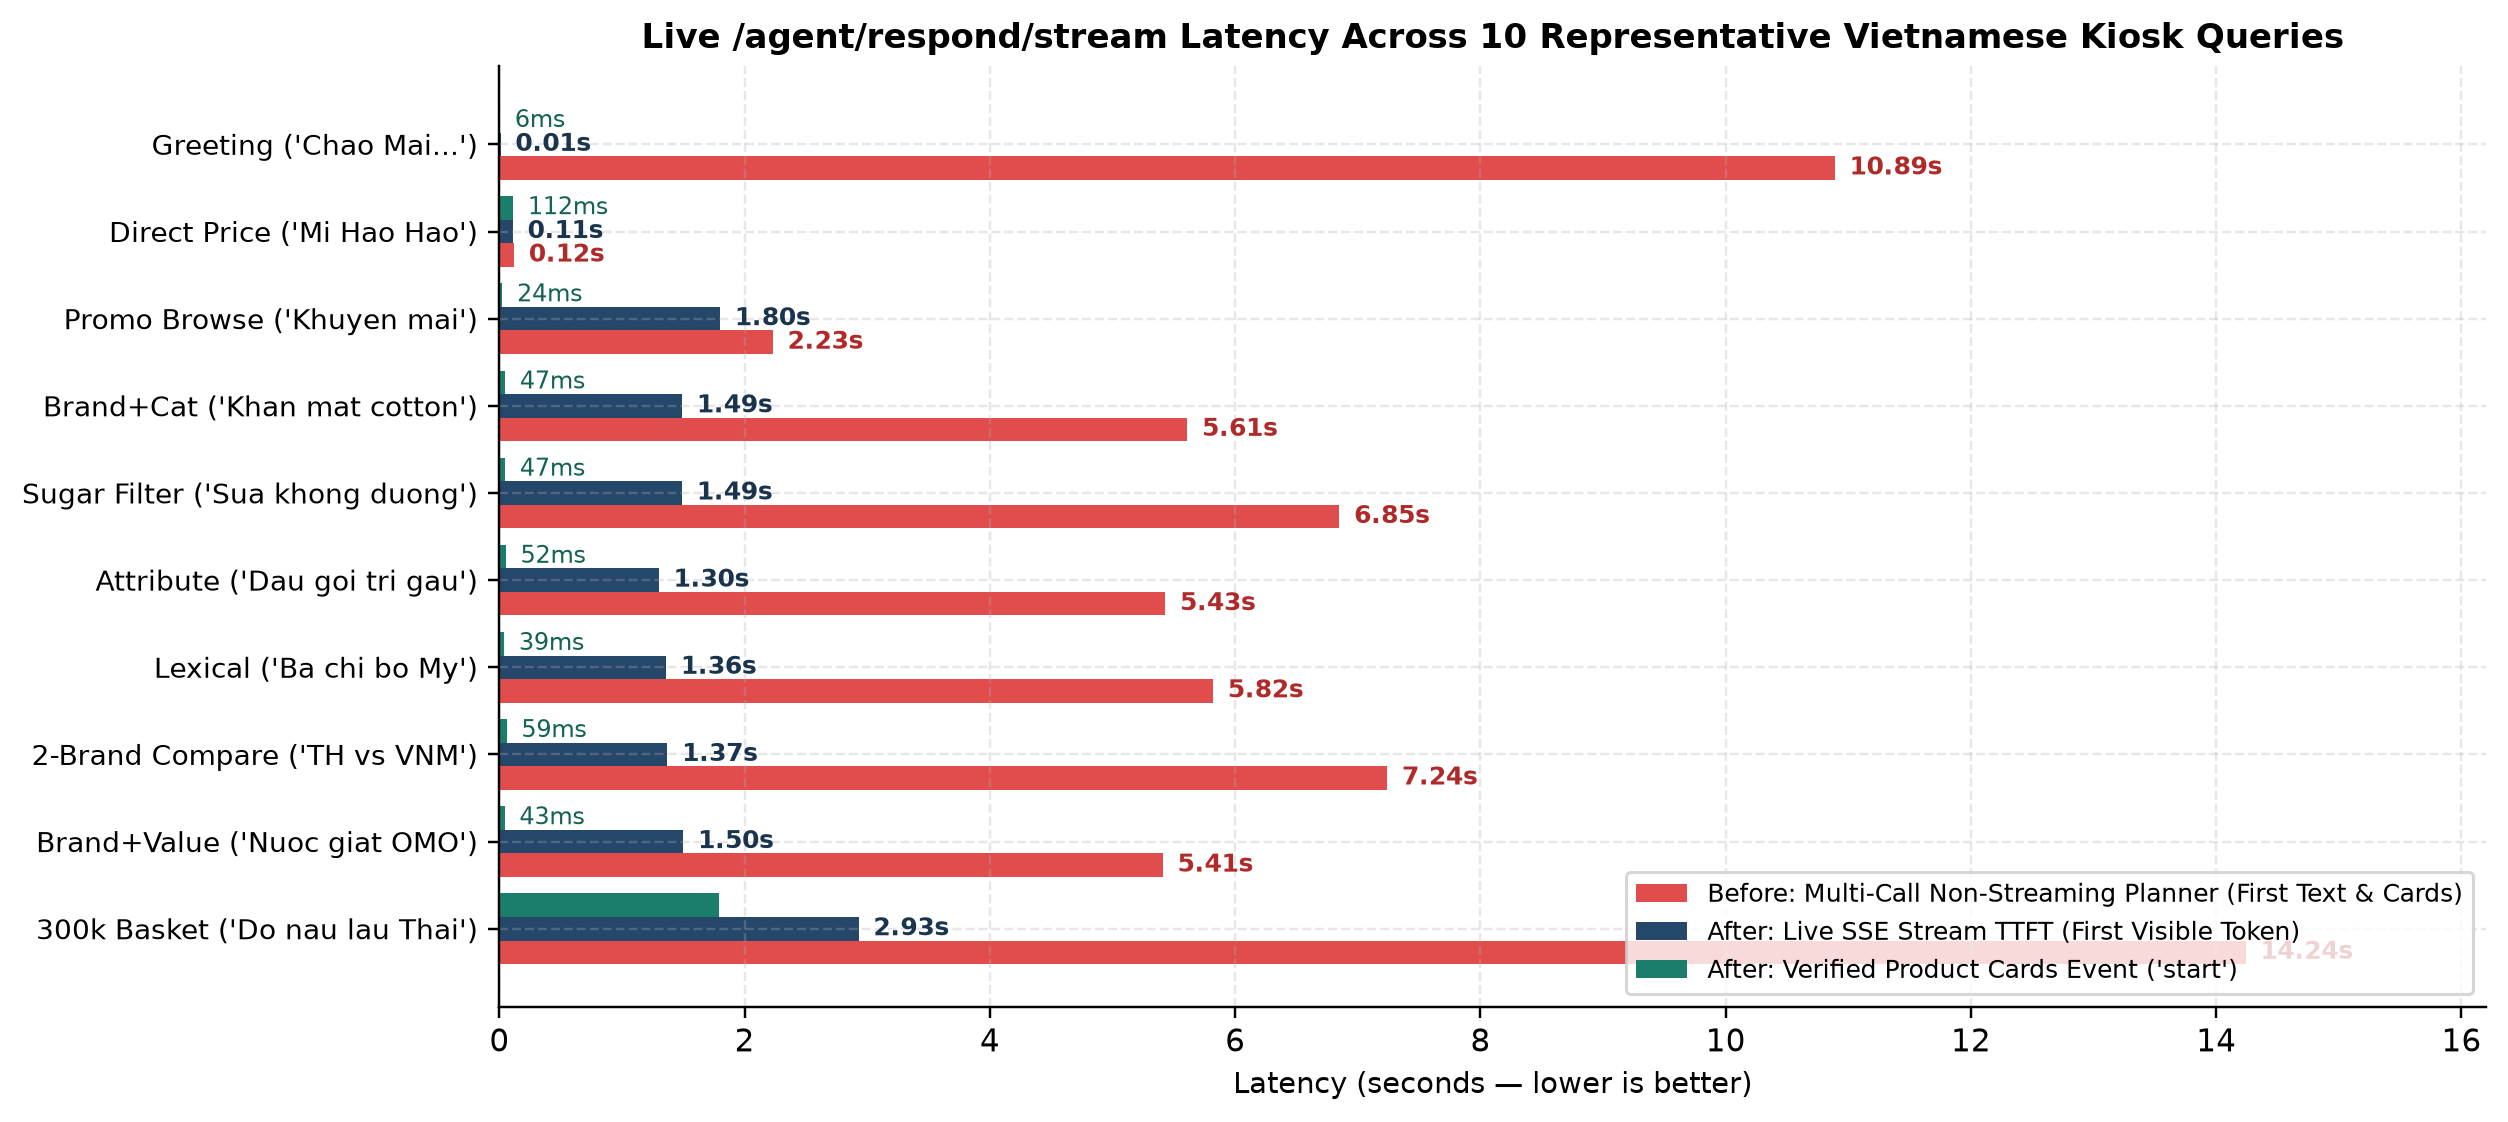 Live /agent/respond/stream Latency Across 10 Representative Vietnamese Kiosk Queries
Greeting ('Chao Mai...')
6ms
0.01s
10.89s
Direct Price ('Mi Hao Hao')
112ms
0.11s
0.12s
Promo Browse ('Khuyen mai')
24ms
1.80s
2.23s
Brand+Cat ('Khan mat cotton')
47ms
1.49s
5.61s
Sugar Filter ('Sua khong duong')
47ms
1.49s
6.85s
Attribute ('Dau goi tri gau')
52ms
1.30s
5.43s
Lexical ('Ba chi bo My')
39ms
1.36s
5.82s
2-Brand Compare ('TH vs VNM')
59ms
1.37s
7.24s
Brand+Value ('Nuoc giat OMO')
43ms
1.50s
5.41s
300k Basket ('Do nau lau Thai')
2.93s
14.24s
Before: Multi-Call Non-Streaming Planner (First Text & Cards)
After: Live SSE Stream TTFT (First Visible Token)
After: Verified Product Cards Event ('start')
0 2 4 6 8 10 12 14 16
Latency (seconds — lower is better)